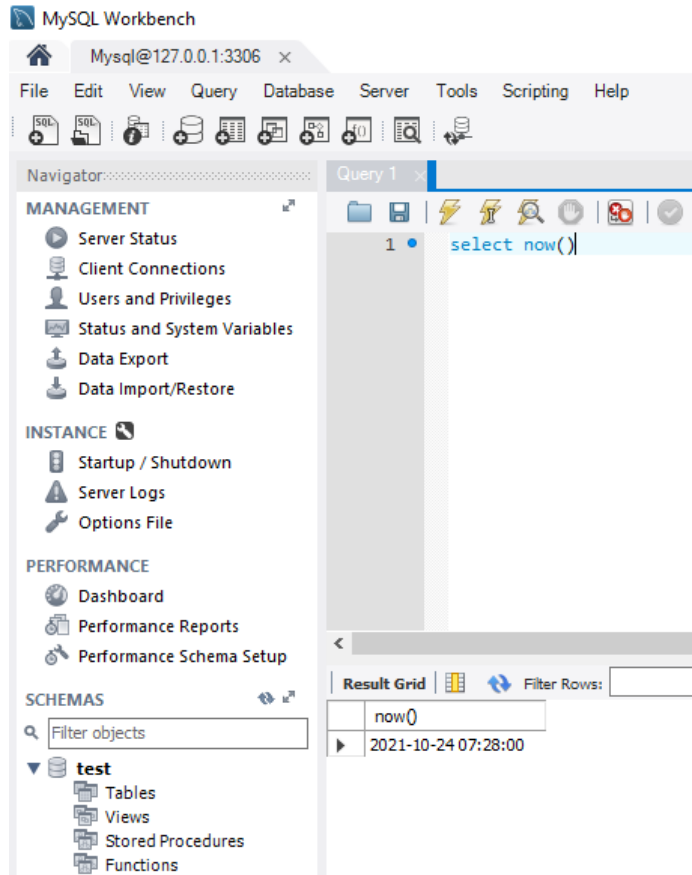 MySQL Workbench
Mysql@127.0.0.1:3306
File Edit View Query Database Server Tools Scripting Help
SQL SQL
Navigator
Query 1
MANAGEMENT
Server Status
Client Connections
Users and Privileges
Status and System Variables
Data Export
Data Import/Restore
INSTANCE
Startup / Shutdown
Server Logs
Options File
PERFORMANCE
Dashboard
Performance Reports
Performance Schema Setup
SCHEMAS
Filter objects
test
Tables
Views
Stored Procedures
Functions
1 select now()
Result Grid Filter Rows:
now()
2021-10-24 07:28:00